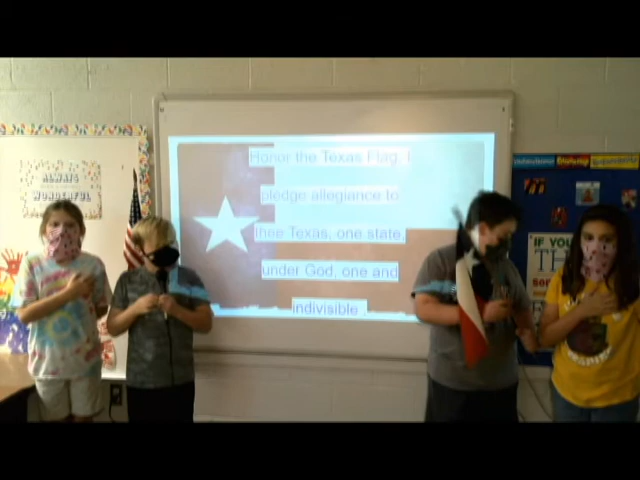 Honor the Texas Flag; I
pledge allegiance to
thee Texas, one state,
under God, one and
indivisible
ALWAYS
WONDERFUL
IF YOU
TH